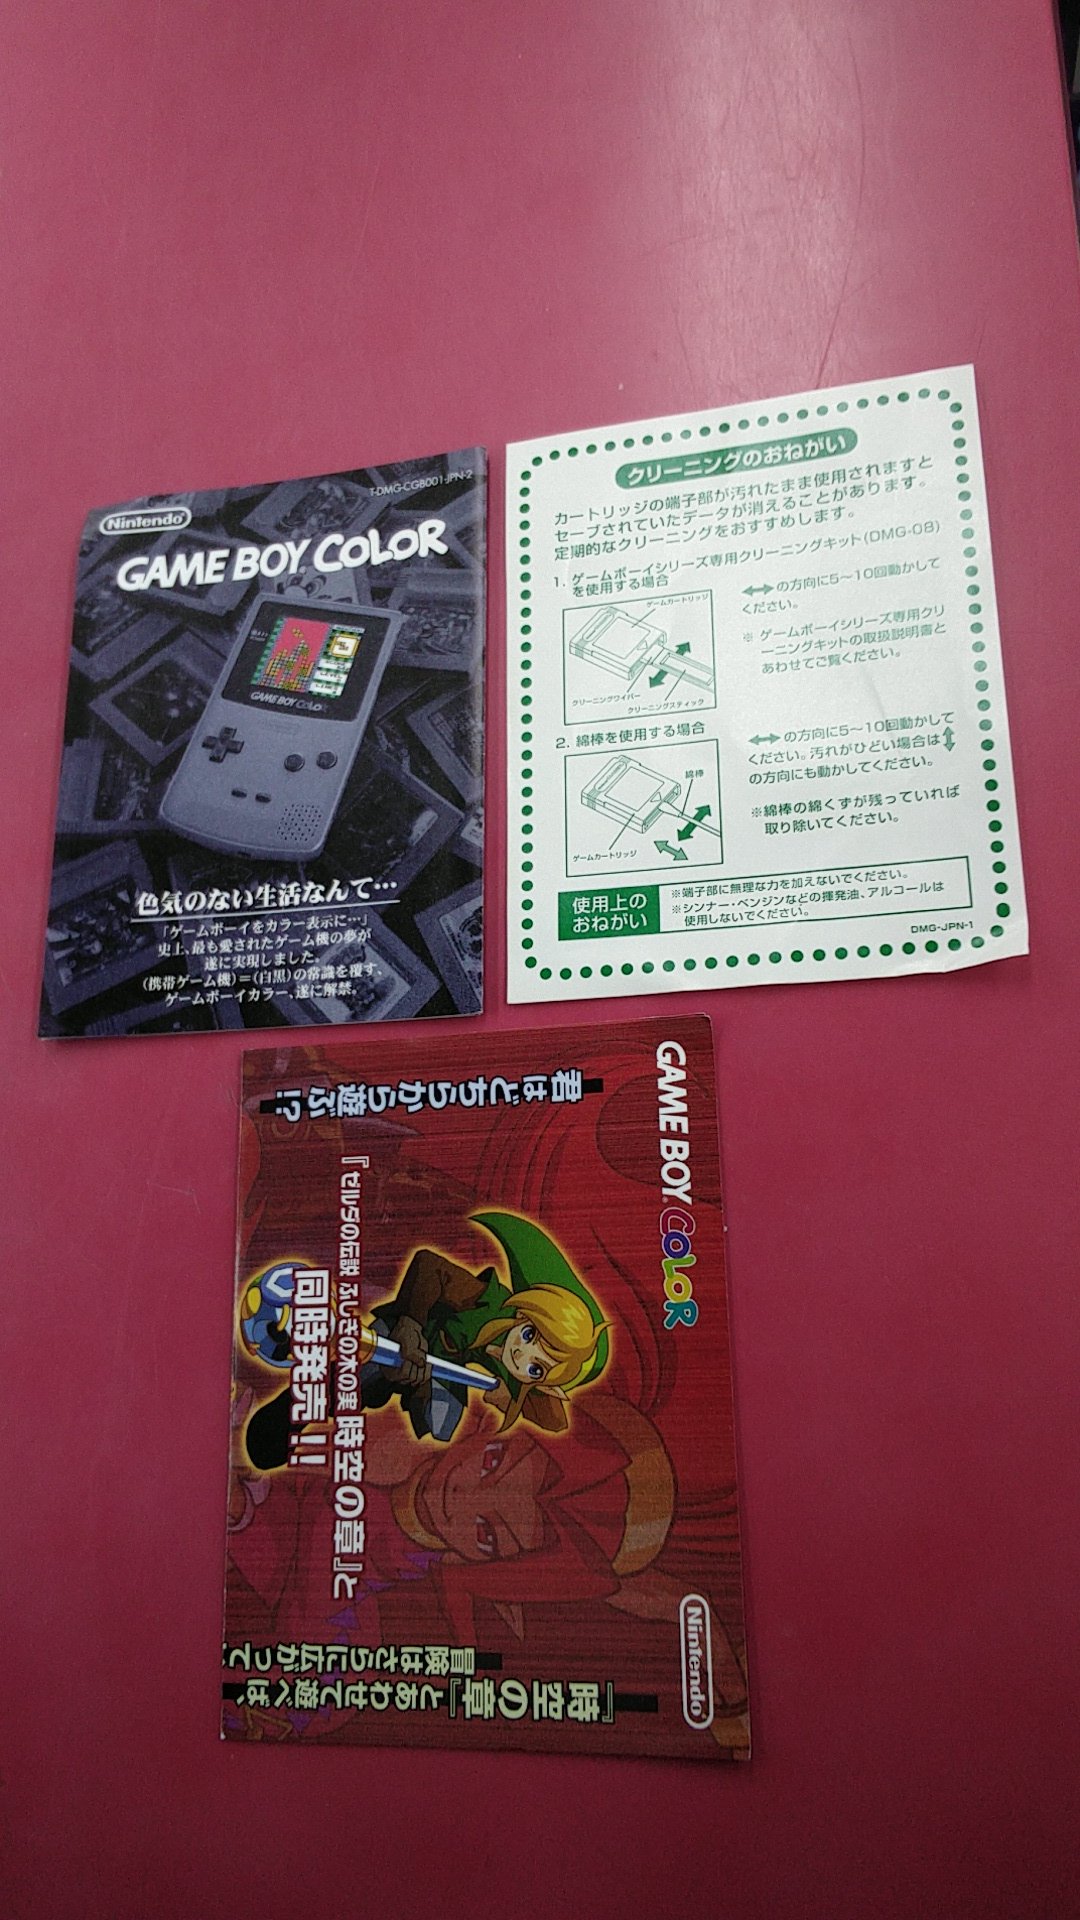 T-DMG-CGB001-JPN-2
Nintendo
GAME BOY COLOR
GAME BOY COLOR
色気のない生活なんて…
「ゲームボーイをカラー表示に…」
史上、最も愛されたゲーム機の夢が
遂に実現しました。
(携帯ゲーム機)=(白黒)の常識を覆す、
ゲームボーイカラー、遂に解禁。
クリーニングのおねがい
カートリッジの端子部が汚れたまま使用されますと
セーブされていたデータが消えることがあります。
定期的なクリーニングをおすすめします。
1. ゲームボーイシリーズ専用クリーニングキット(DMG-08)
を使用する場合
ゲームカートリッジ
クリーニングワイパー
クリーニングスティック
⟷の方向に5〜10回動かして
ください。
※ ゲームボーイシリーズ専用クリ
ーニングキットの取扱説明書と
あわせてご覧ください。
2. 綿棒を使用する場合
綿棒
ゲームカートリッジ
⟷の方向に5〜10回動かして
ください。汚れがひどい場合は↕
の方向にも動かしてください。
※綿棒の綿くずが残っていれば
取り除いてください。
使用上の
おねがい
※端子部に無理な力を加えないでください。
※シンナー・ベンジンなどの揮発油、アルコールは
使用しないでください。
DMG-JPN-1
GAME BOY COLOR
Nintendo
君はどちらから遊ぶ!?
『ゼルダの伝説 ふしぎの木の実 時空の章』と
同時発売!!
『時空の章』とあわせて遊べば、
冒険はさらに広がって、